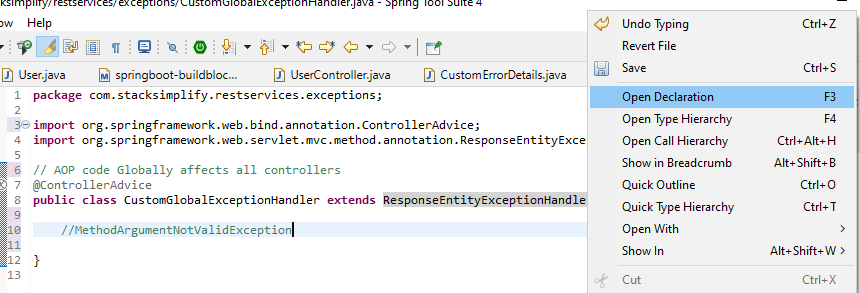 cksimplify/restservices/exceptions/CustomGlobalExceptionHandler.java - Spring Tool Suite 4
ow Help
User.java
springboot-buildbloc...
UserController.java
CustomErrorDetails.java
1 package com.stacksimplify.restservices.exceptions;
2
3 import org.springframework.web.bind.annotation.ControllerAdvice;
4 import org.springframework.web.servlet.mvc.method.annotation.ResponseEntityExce
5
6 // AOP code Globally affects all controllers
7 @ControllerAdvice
8 public class CustomGlobalExceptionHandler extends ResponseEntityExceptionHandle
9
10 //MethodArgumentNotValidException
11
12 }
13
Undo Typing Ctrl+Z
Revert File
Save Ctrl+S
Open Declaration F3
Open Type Hierarchy F4
Open Call Hierarchy Ctrl+Alt+H
Show in Breadcrumb Alt+Shift+B
Quick Outline Ctrl+O
Quick Type Hierarchy Ctrl+T
Open With
Show In Alt+Shift+W
Cut Ctrl+X